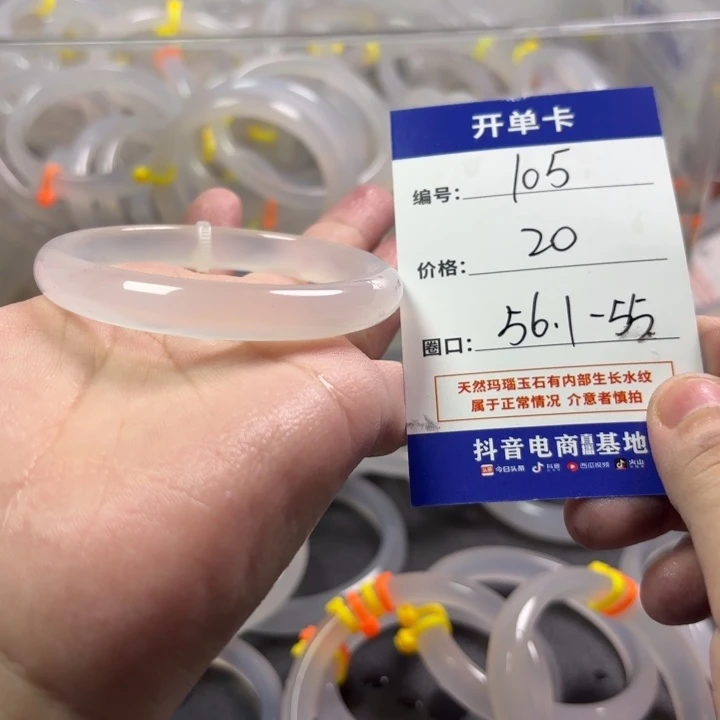 开单卡
编号: 105
价格: 20
圈口: 56.1-55
天然玛瑙玉石有内部生长水纹
属于正常情况 介意者慎拍
抖音电商直播基地
今日头条 抖音 西瓜视频 火山